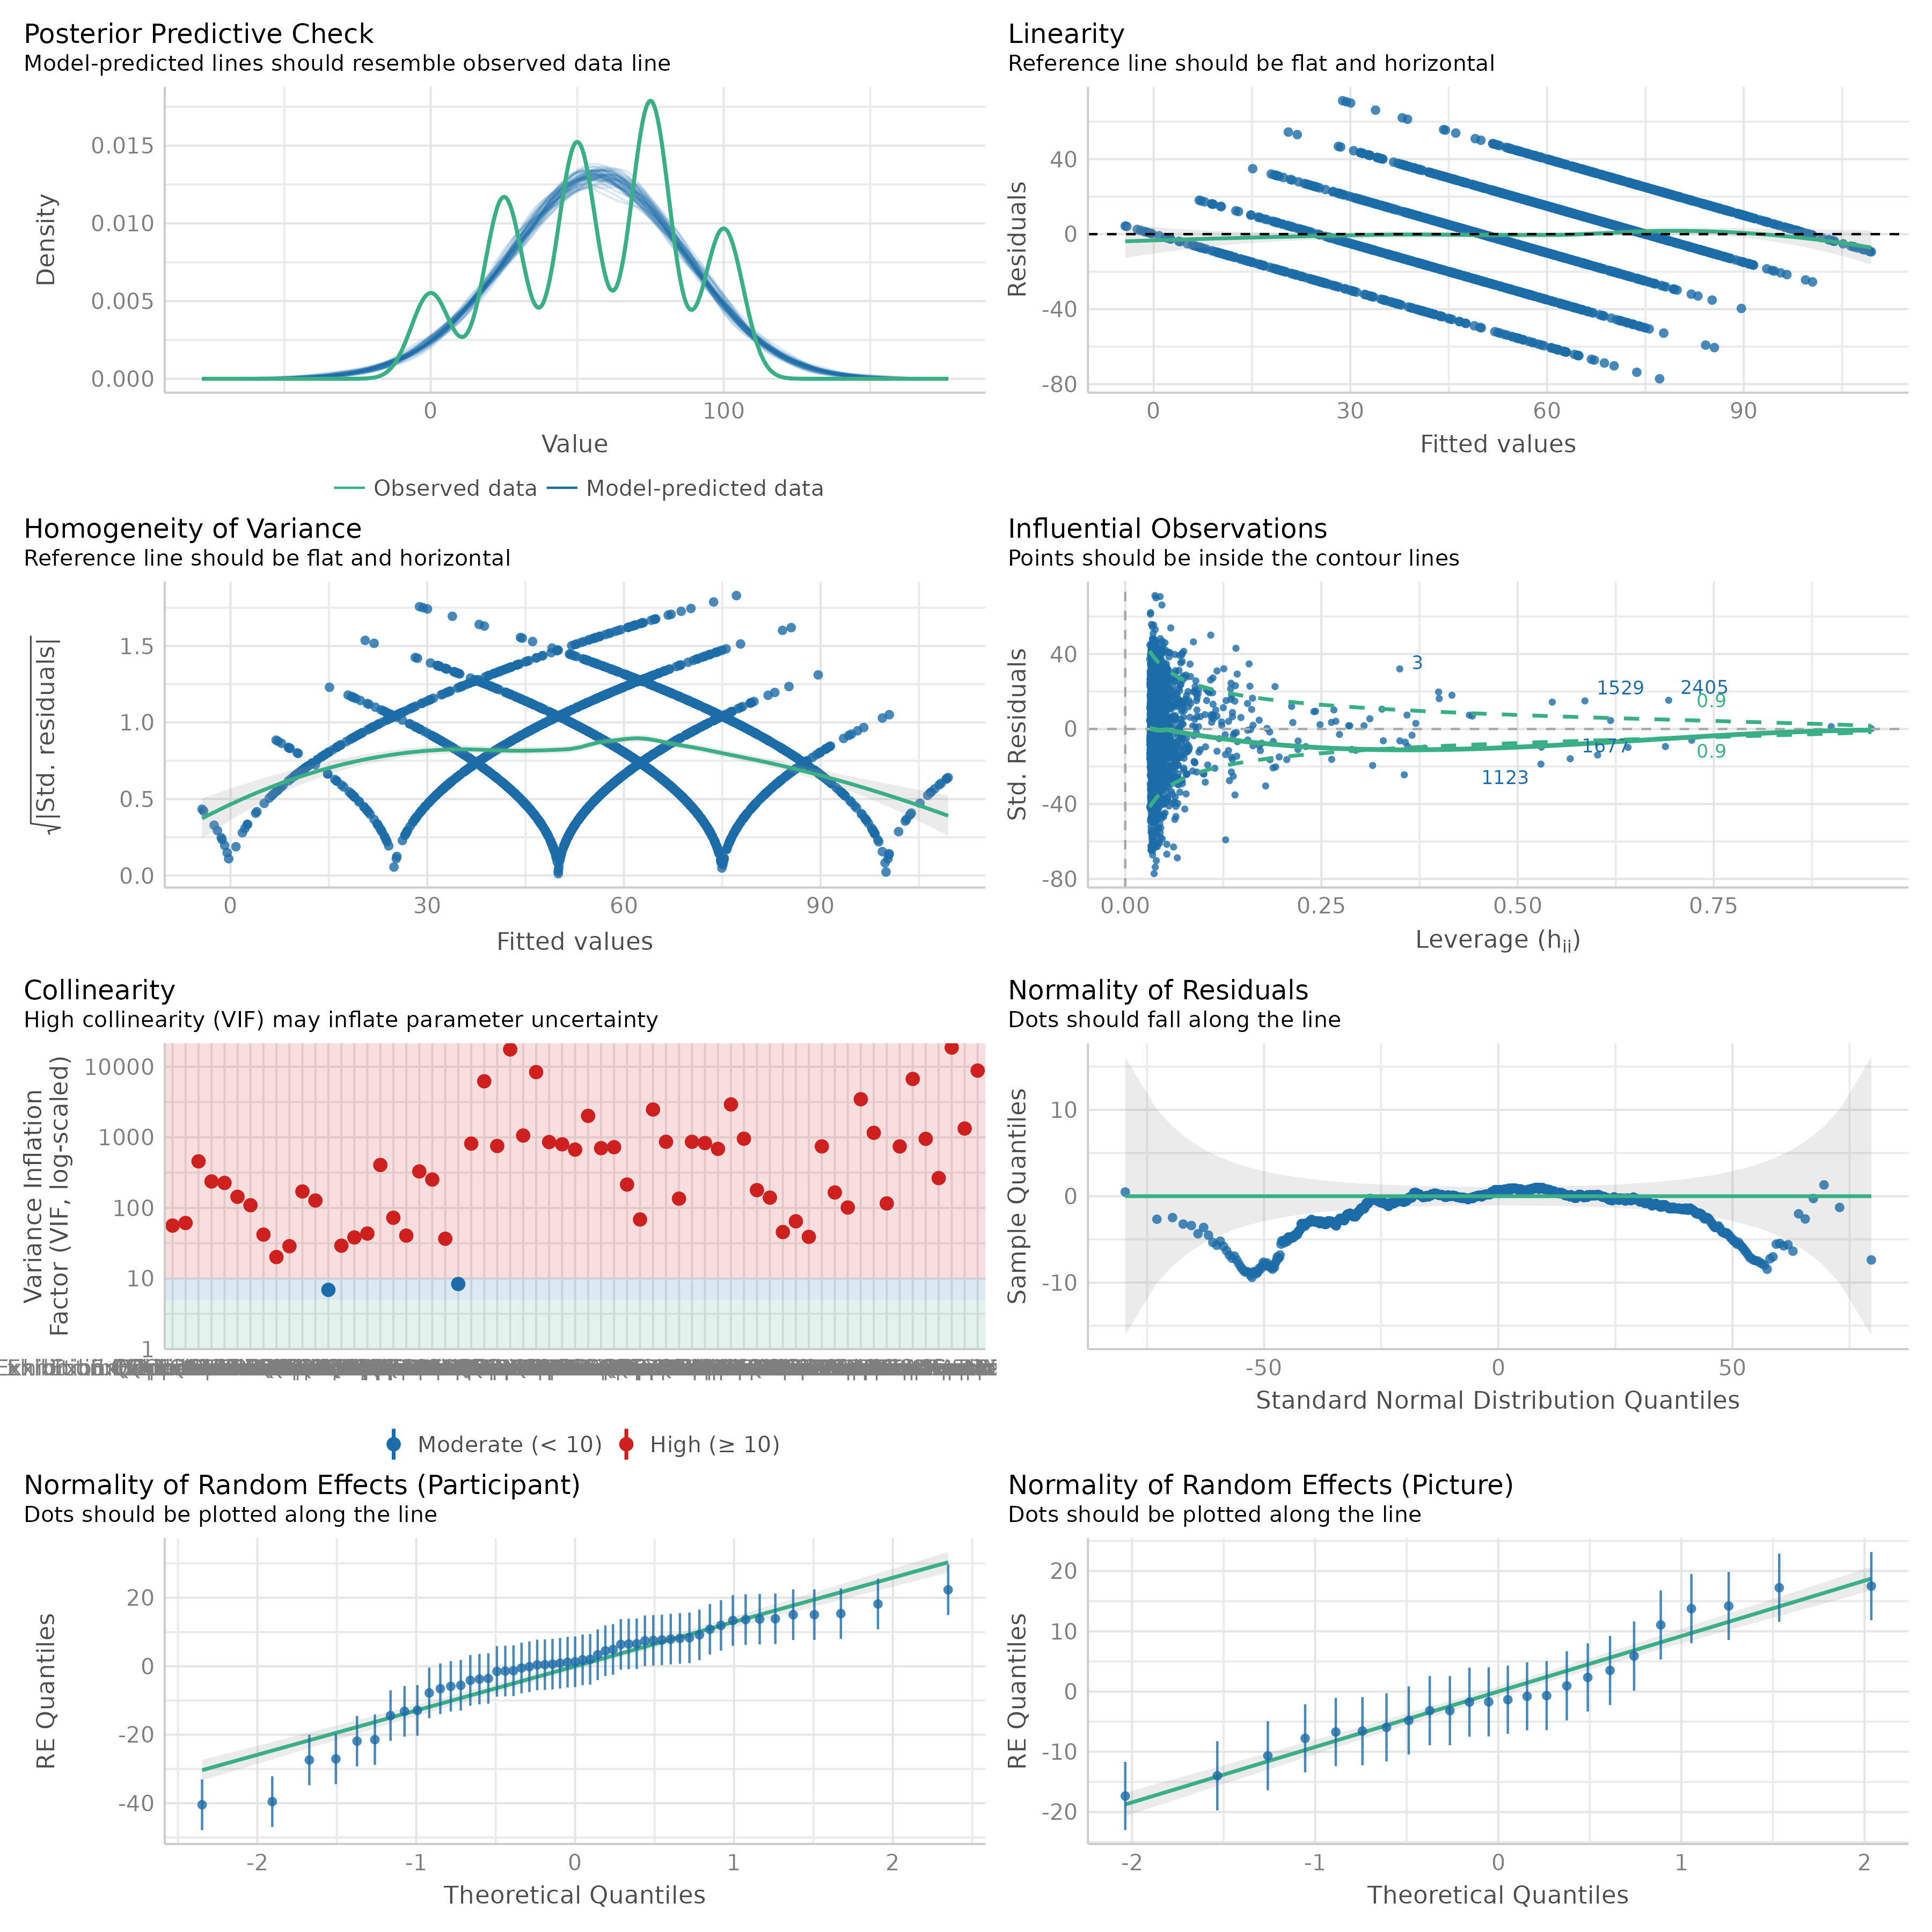 Posterior Predictive Check
Model-predicted lines should resemble observed data line
0.015
0.010
0.005
0.000
Density
0
100
Value
Observed data
Model-predicted data
Linearity
Reference line should be flat and horizontal
40
0
-40
-80
Residuals
0
30
60
90
Fitted values
Homogeneity of Variance
Reference line should be flat and horizontal
1.5
1.0
0.5
0.0
√|Std. residuals|
0
30
60
90
Fitted values
Influential Observations
Points should be inside the contour lines
40
0
-40
-80
Std. Residuals
3
1529
2405
0.9
1677
0.9
1123
0.00
0.25
0.50
0.75
Leverage (hii)
Collinearity
High collinearity (VIF) may inflate parameter uncertainty
10000
1000
100
10
1
Variance Inflation
Factor (VIF, log-scaled)
Moderate (< 10)
High (≥ 10)
Normality of Residuals
Dots should fall along the line
10
0
-10
Sample Quantiles
-50
0
50
Standard Normal Distribution Quantiles
Normality of Random Effects (Participant)
Dots should be plotted along the line
20
0
-20
-40
RE Quantiles
-2
-1
0
1
2
Theoretical Quantiles
Normality of Random Effects (Picture)
Dots should be plotted along the line
20
10
0
-10
-20
RE Quantiles
-2
-1
0
1
2
Theoretical Quantiles